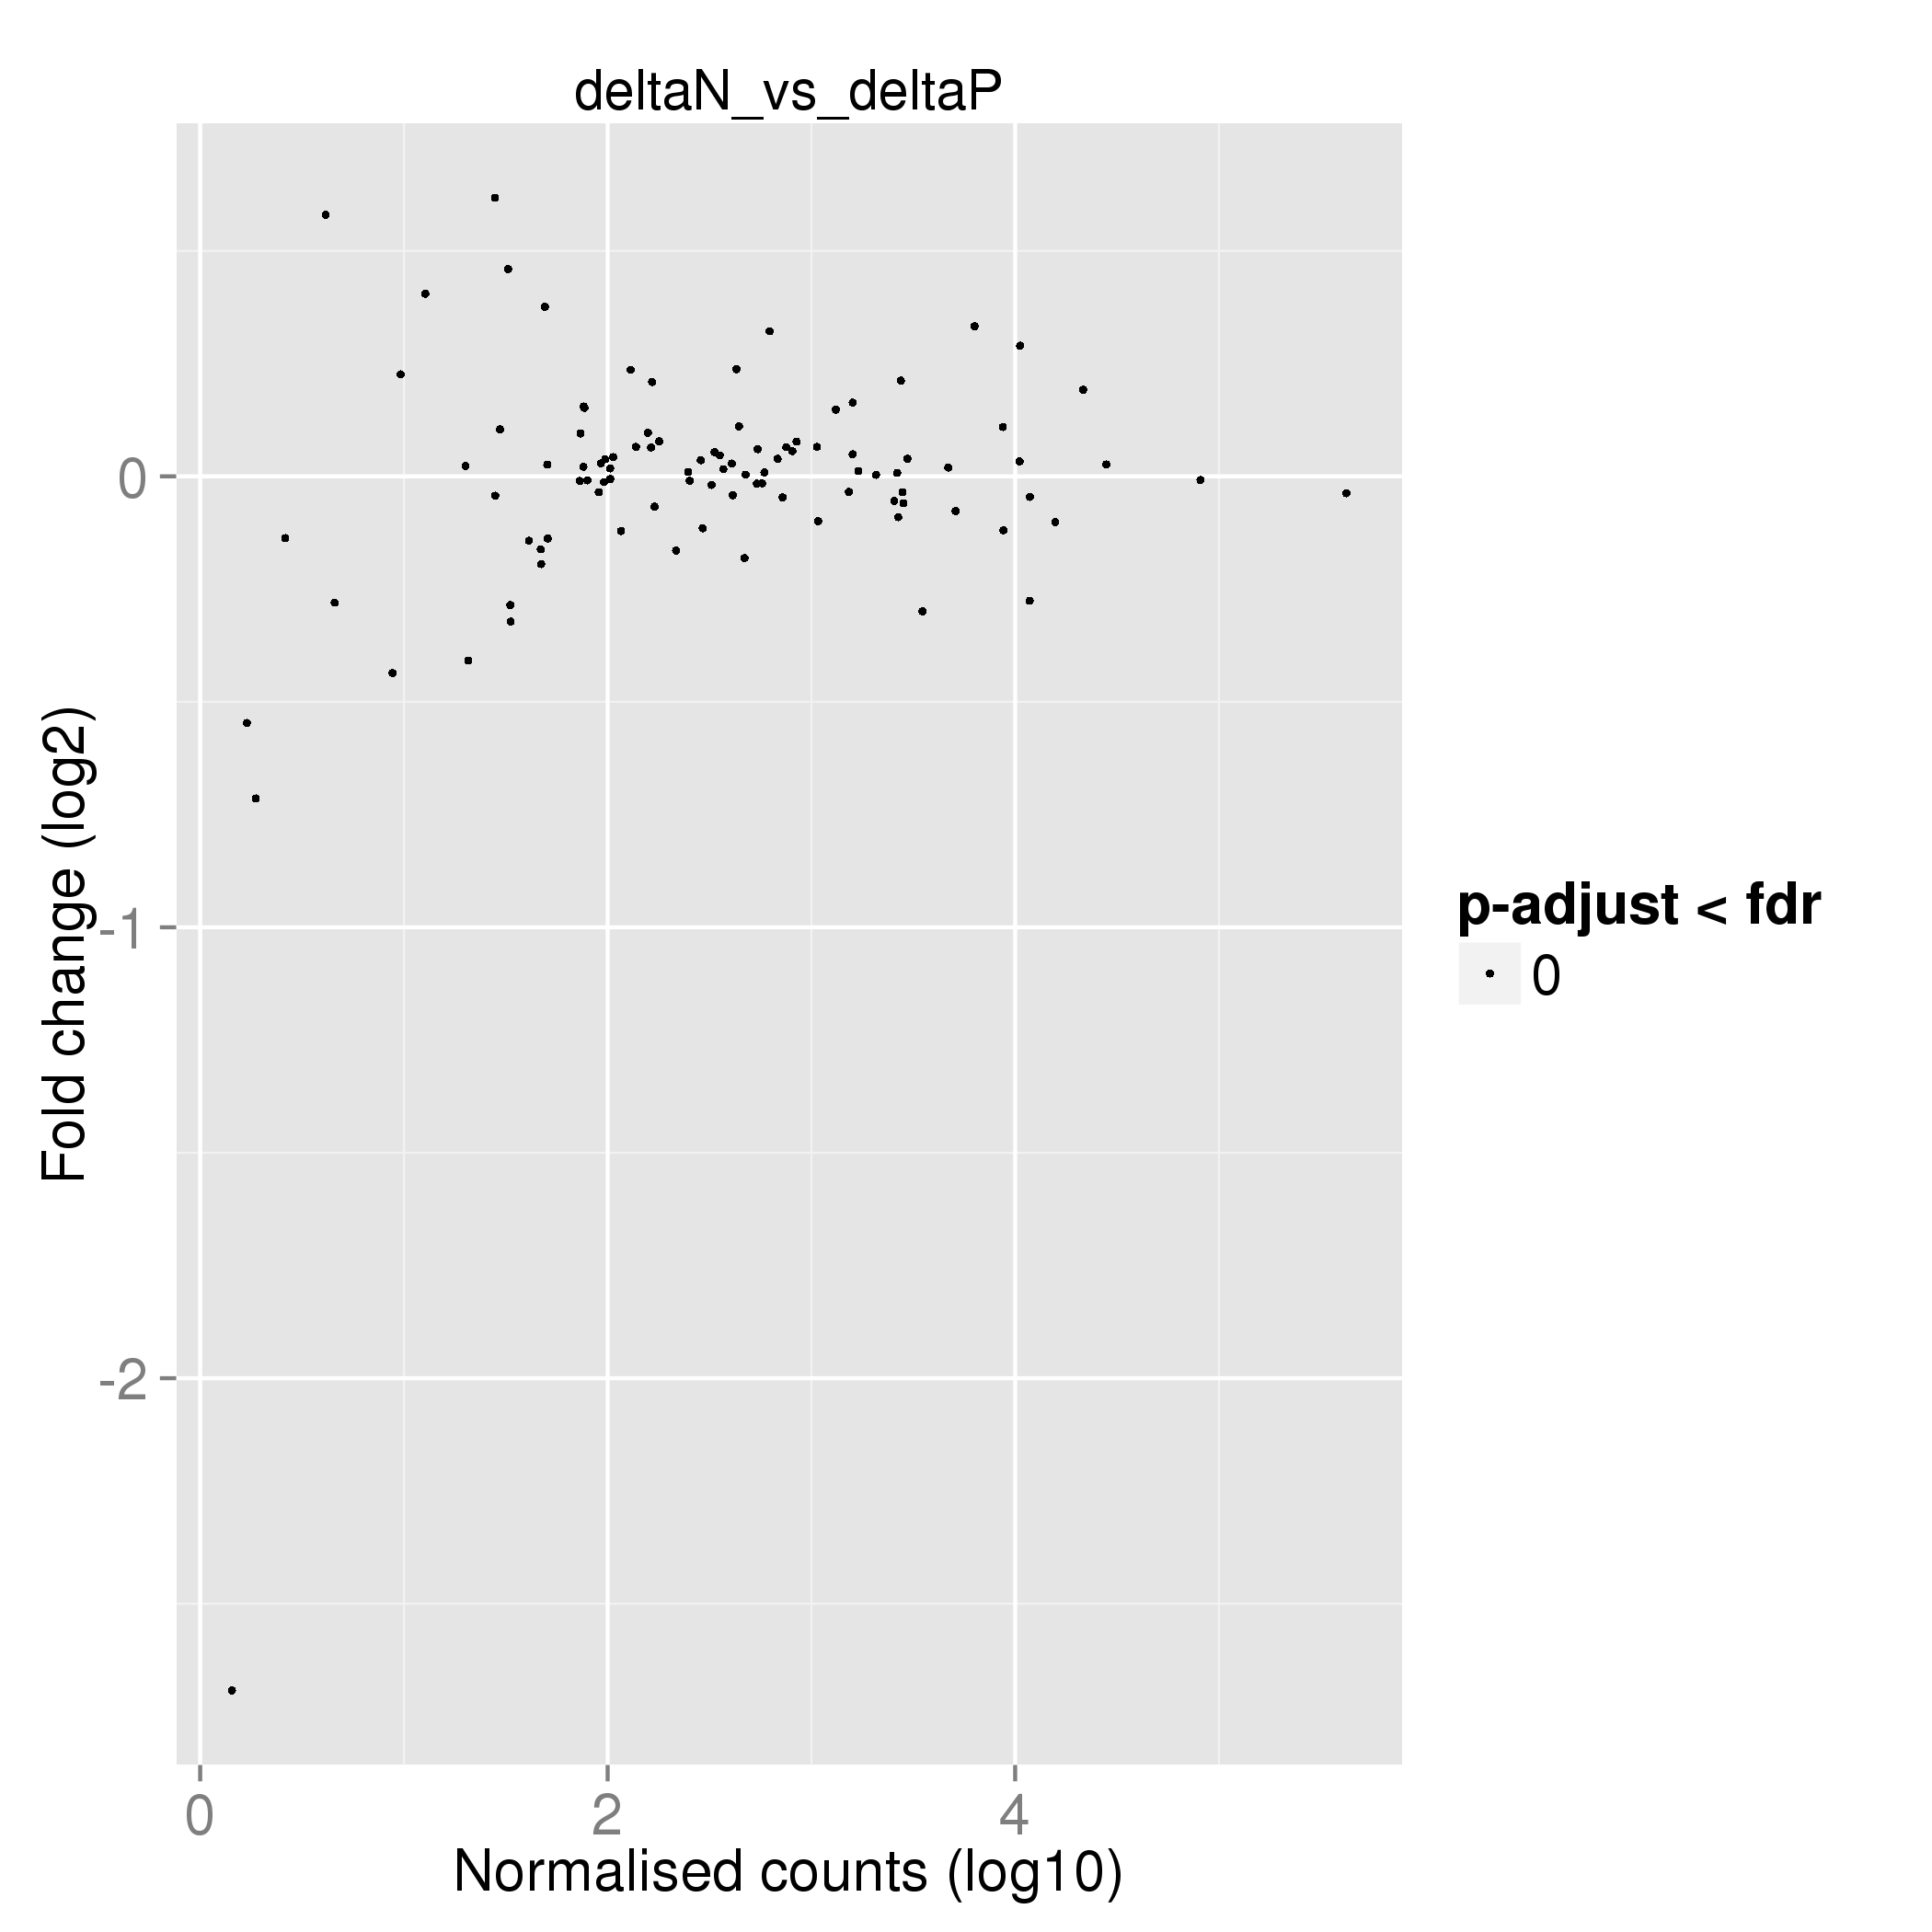 deltaN_vs_deltaP
Fold change (log2)
0
-1
-2
0
2
4
Normalised counts (log10)
p-adjust < fdr
0